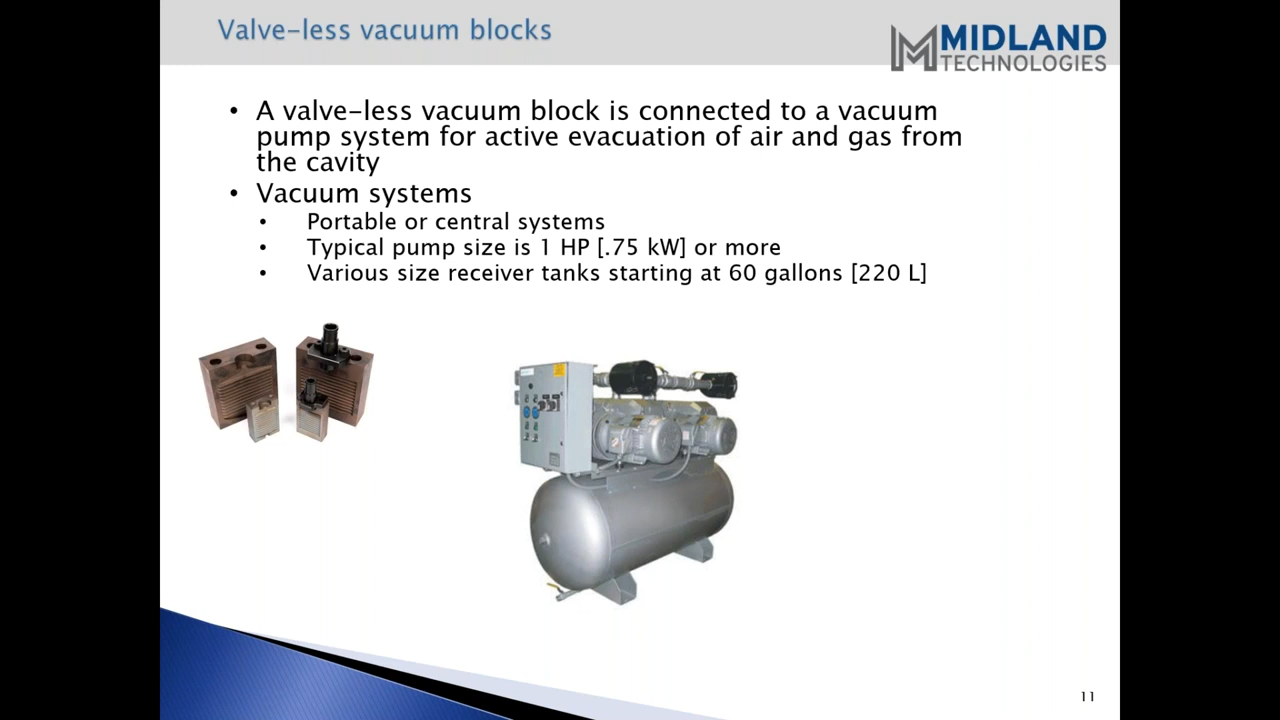 Valve-less vacuum blocks
MIDLAND
TECHNOLOGIES
• A valve-less vacuum block is connected to a vacuum
pump system for active evacuation of air and gas from
the cavity
• Vacuum systems
• Portable or central systems
• Typical pump size is 1 HP [.75 kW] or more
• Various size receiver tanks starting at 60 gallons [220 L]
11